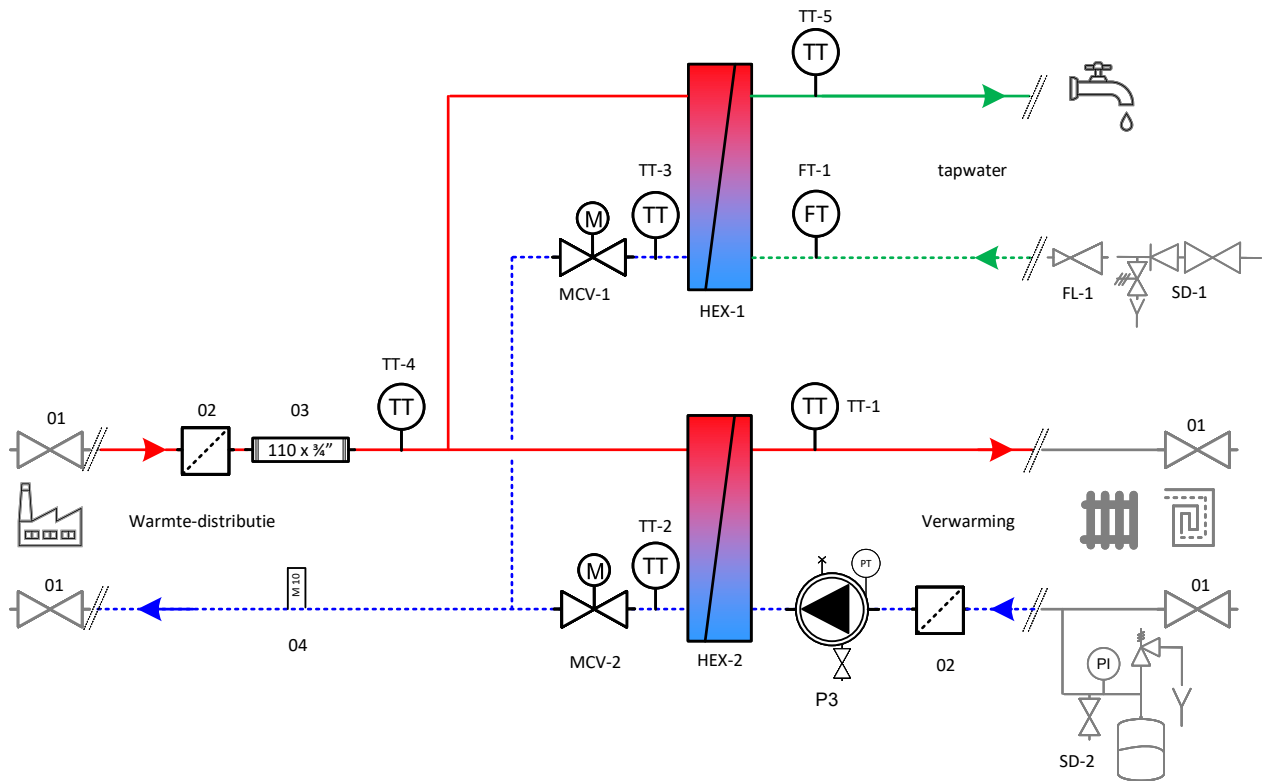 TT-5
TT
TT-3
FT-1
tapwater
TT
FT
M
MCV-1
HEX-1
FL-1
SD-1
TT-4
01
02
03
TT
TT
TT-1
01
110 x ¾”
Warmte-distributie
Verwarming
TT-2
01
M 10
M
TT
PT
01
04
MCV-2
HEX-2
02
P3
PI
SD-2